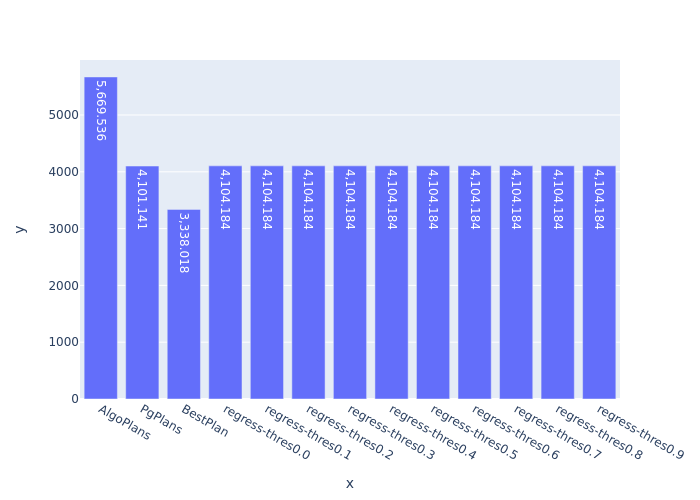 5,669.536
4,101.141
3,338.018
4,104.184
4,104.184
4,104.184
4,104.184
4,104.184
4,104.184
4,104.184
4,104.184
4,104.184
4,104.184
5000
4000
3000
2000
1000
0
y
AlgoPlans
PgPlans
BestPlan
regress-thres0.0
regress-thres0.1
regress-thres0.2
regress-thres0.3
regress-thres0.4
regress-thres0.5
regress-thres0.6
regress-thres0.7
regress-thres0.8
regress-thres0.9
x